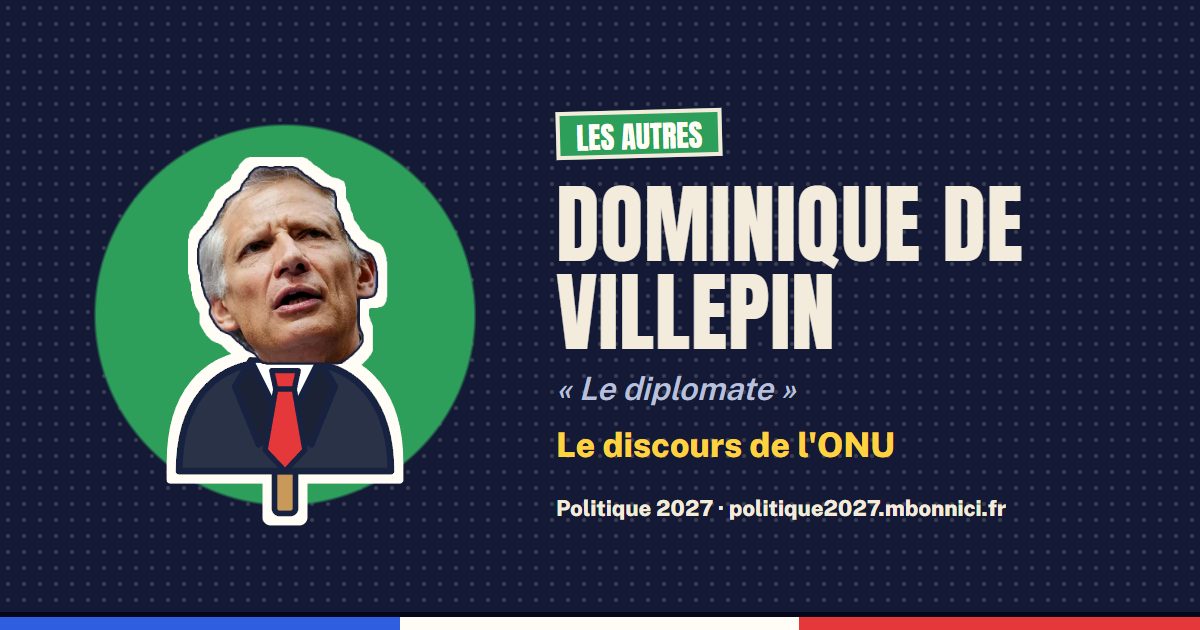 LES AUTRES
DOMINIQUE DE
VILLEPIN
« Le diplomate »
Le discours de l'ONU
Politique 2027 · politique2027.mbonnici.fr